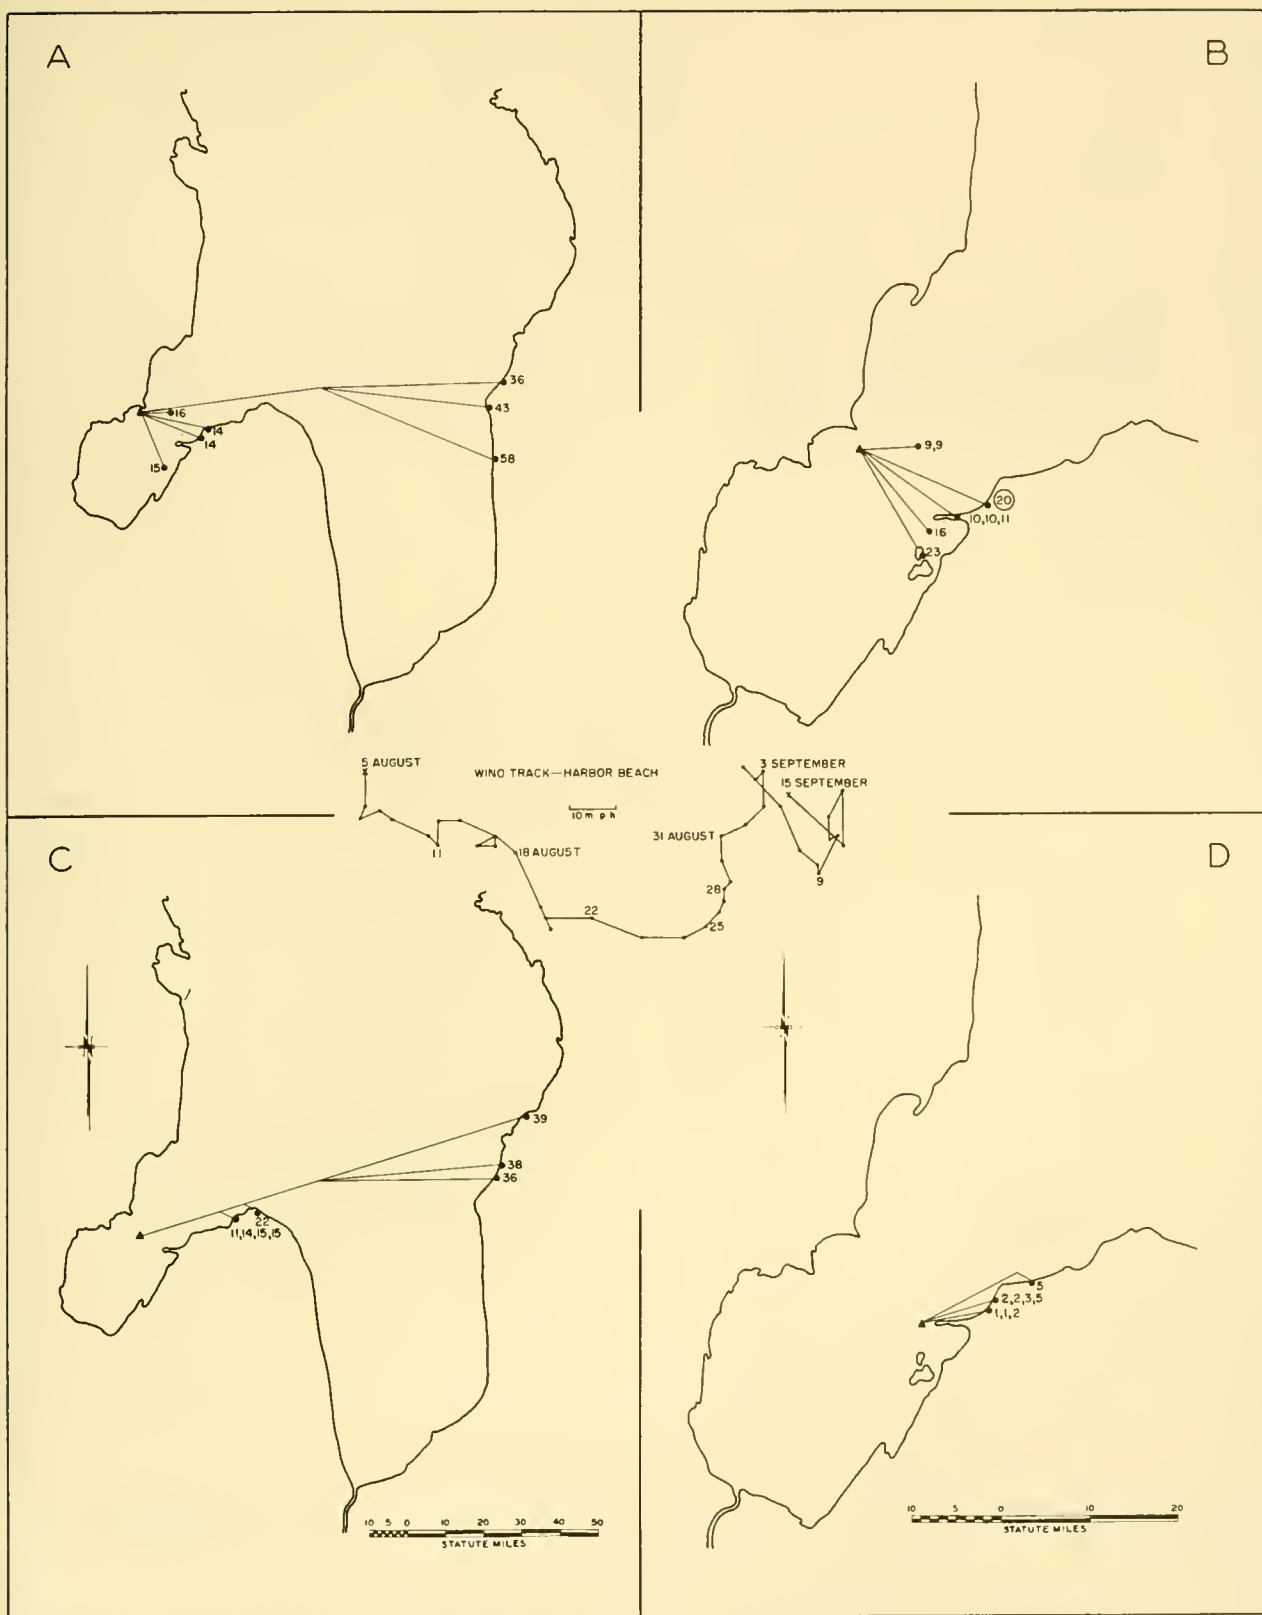 A
B
36
16
43
14
14
58
15
9,9
20
10,10,11
16
23
5 AUGUST
WIND TRACK—HARBOR BEACH
10 m p h
3 SEPTEMBER
15 SEPTEMBER
11
18 AUGUST
31 AUGUST
9
28
22
25
C
D
N
N
39
38
36
22
11,14,15,15
5
2,2,3,5
1,1,2
10 5 0 10 20 30 40 50
STATUTE MILES
10 5 0 10 20
STATUTE MILES